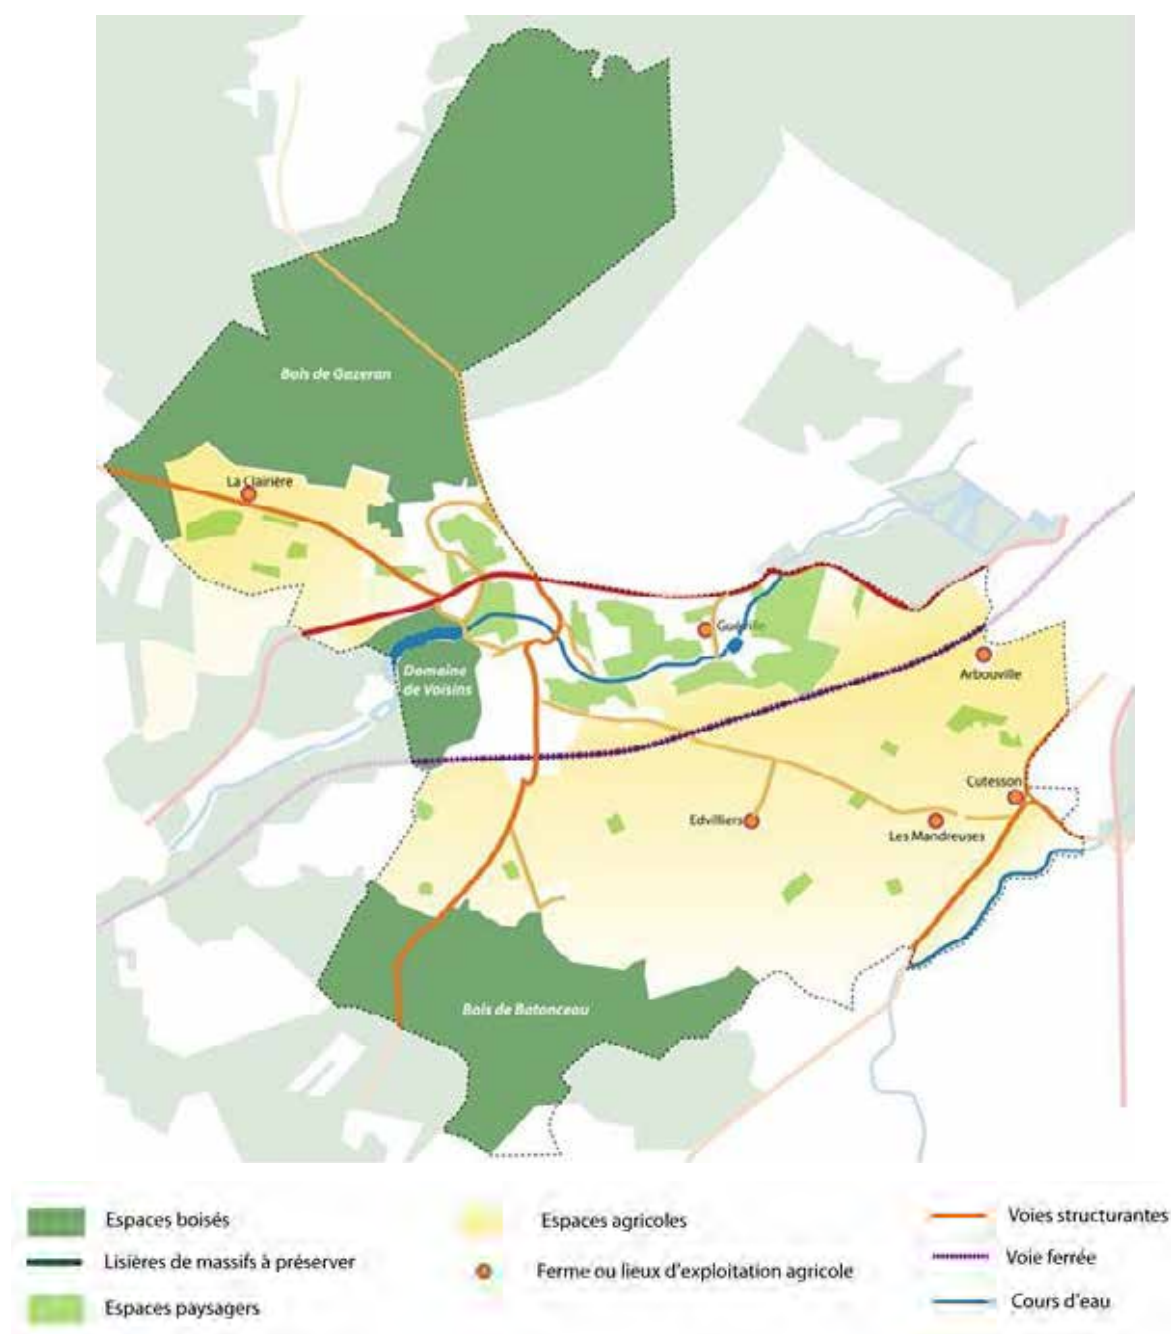 Bois de Gazeran
La Clairière
Domaine
de Voisins
Arbouville
Cutesson
Edvilliers
Les Mandreuses
Bois de Batonceau
Espaces boisés
Espaces agricoles
Voies structurantes
Lisières de massifs à préserver
Ferme ou lieux d'exploitation agricole
Voie ferrée
Espaces paysagers
Cours d'eau